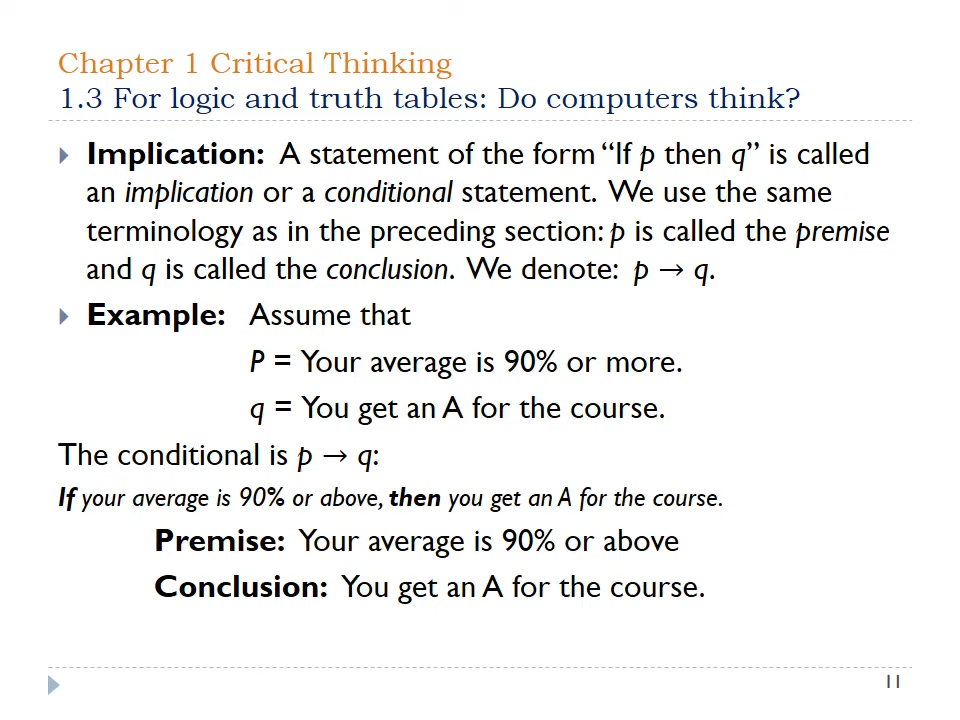 Chapter 1 Critical Thinking
1.3 For logic and truth tables: Do computers think?
Implication: A statement of the form “If p then q” is called
an implication or a conditional statement. We use the same
terminology as in the preceding section: p is called the premise
and q is called the conclusion. We denote: p → q.
Example: Assume that
P = Your average is 90% or more.
q = You get an A for the course.
The conditional is p → q:
If your average is 90% or above, then you get an A for the course.
Premise: Your average is 90% or above
Conclusion: You get an A for the course.
11